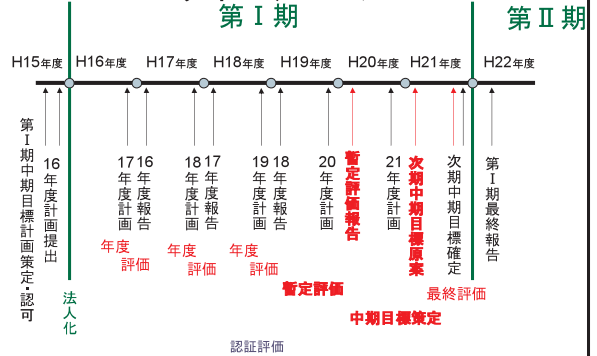 第Ⅰ期
第Ⅱ期
H15年度
H16年度
H17年度
H18年度
H19年度
H20年度
H21年度
H22年度
第Ⅰ期中期目標計画策定・認可
16年度計画提出
17年度計画
16年度報告
18年度計画
17年度報告
19年度計画
18年度報告
20年度計画
暫定評価報告
21年度計画
次期中期目標原案
次期中期目標確定
第Ⅰ期最終報告
年度
評価
年度
評価
年度
評価
暫定評価
最終評価
法人化
中期目標策定
認証評価